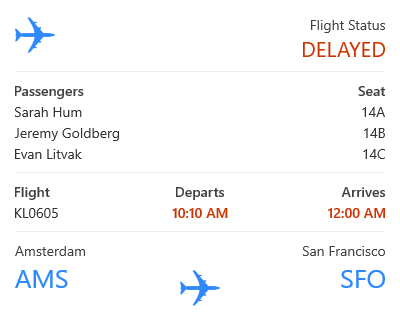 Flight Status
DELAYED
Passengers Seat
Sarah Hum 14A
Jeremy Goldberg 14B
Evan Litvak 14C
Flight Departs Arrives
KL0605 10:10 AM 12:00 AM
Amsterdam San Francisco
AMS SFO